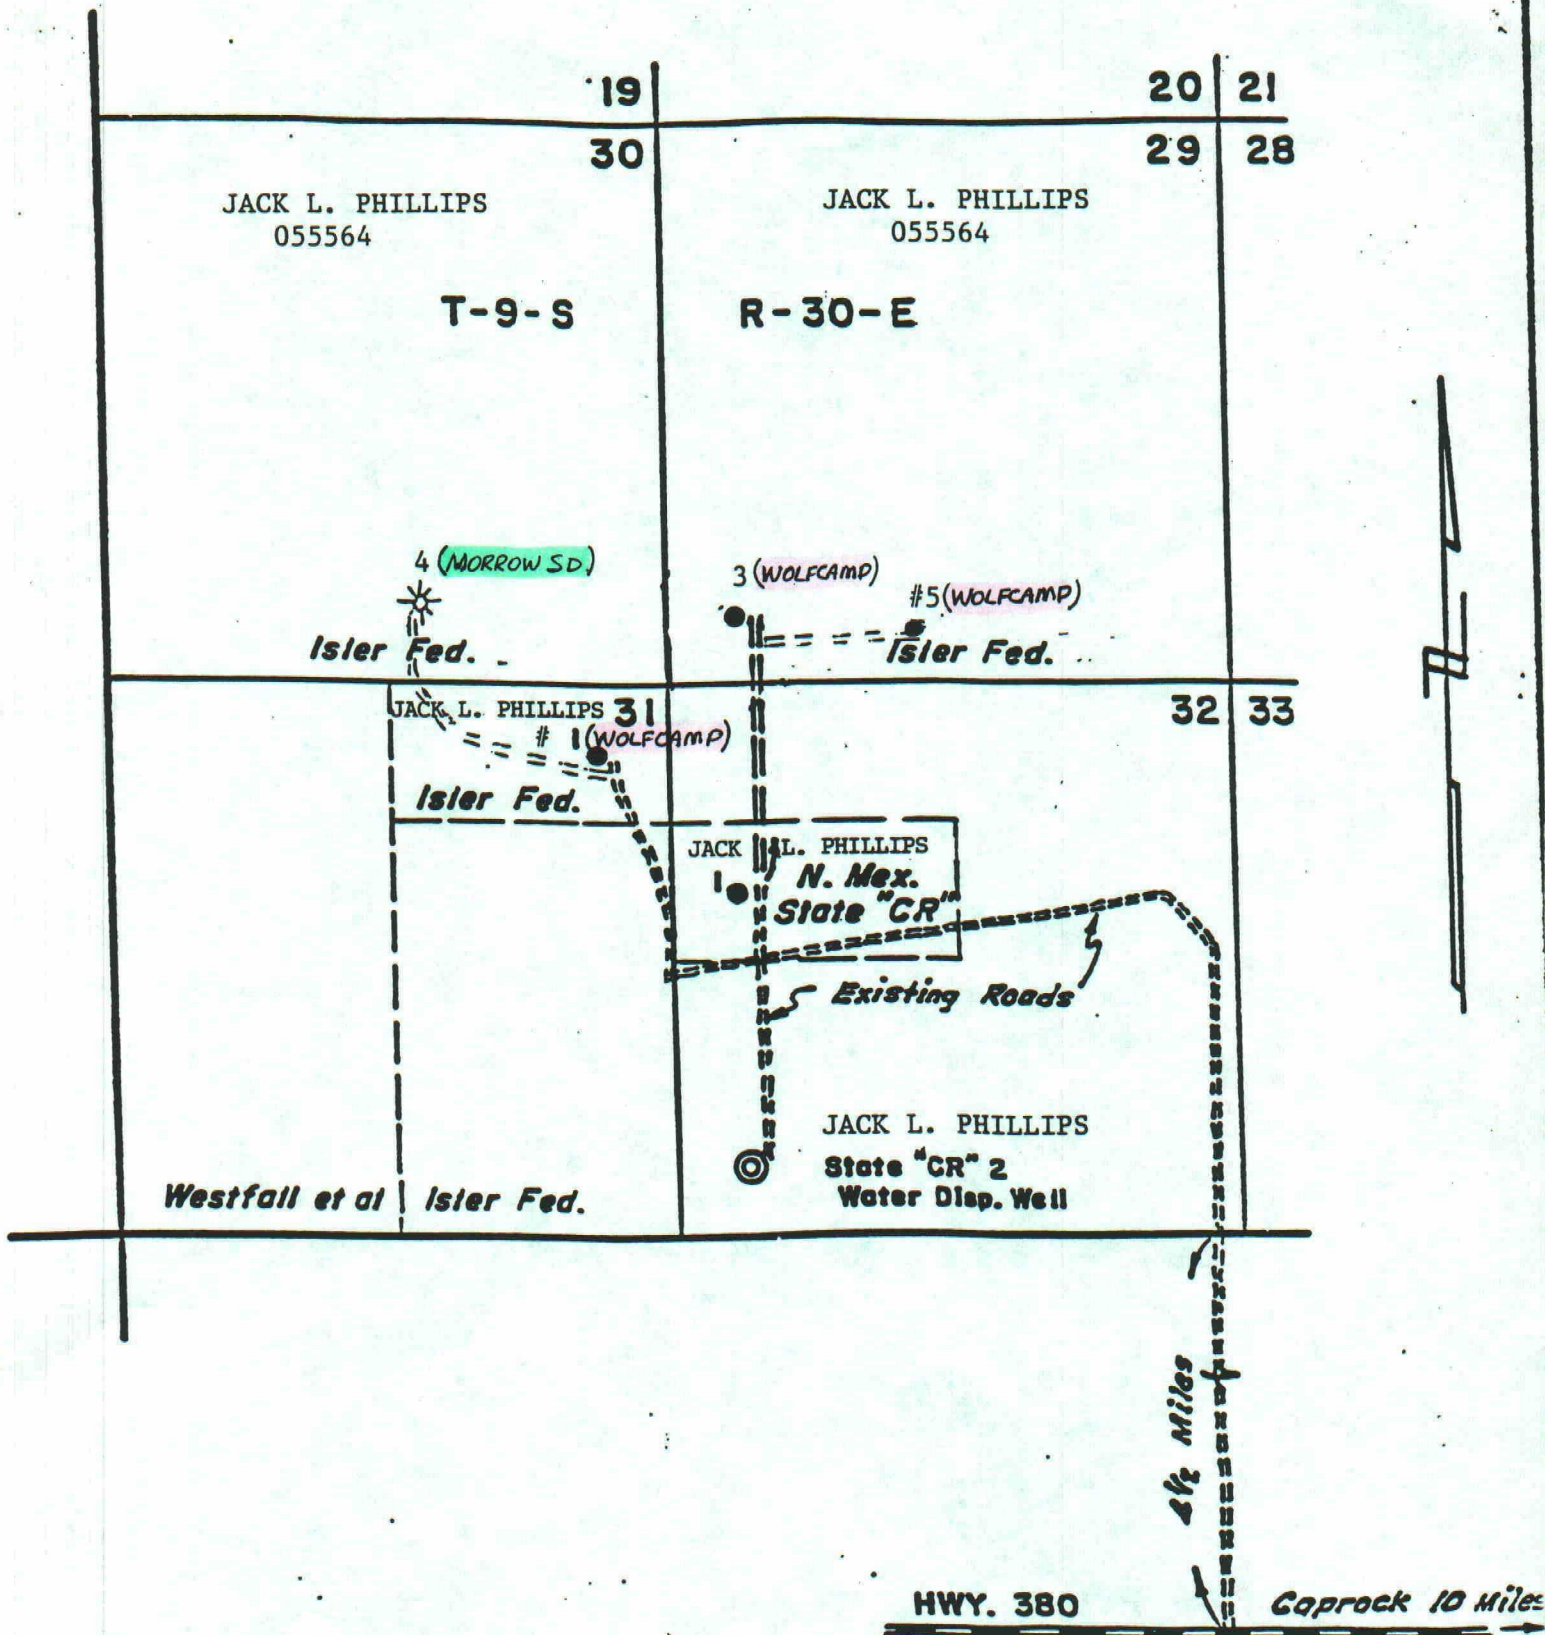 19
20 21
30
29 28
JACK L. PHILLIPS
055564
JACK L. PHILLIPS
055564
T-9-S
R-30-E
4 (MORROW SD.)
3 (WOLFCAMP)
#5 (WOLFCAMP)
Isler Fed.
Isler Fed.
JACK L. PHILLIPS 31
32 33
# 1 (WOLFCAMP)
Isler Fed.
JACK L. PHILLIPS
1
N. Mex.
State "CR"
Existing Roads
JACK L. PHILLIPS
State "CR" 2
Water Disp. Well
Westfall et al
Isler Fed.
Miles
HWY. 380
Caprock 10 Miles